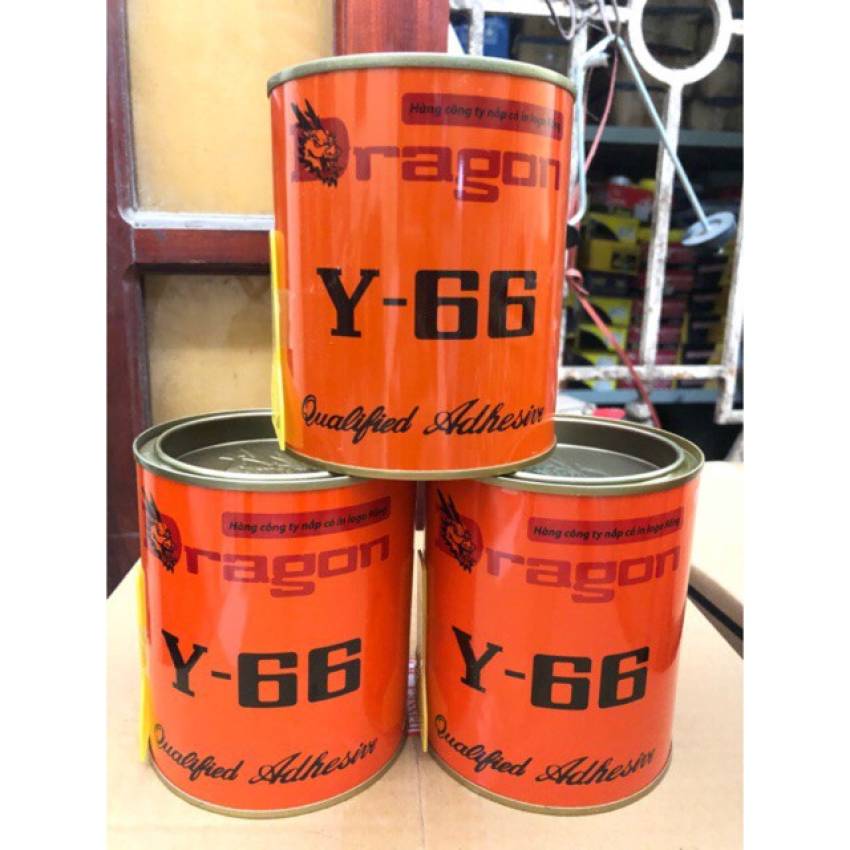 Hàng công ty nắp có in logo Rồng
Dragon
Y-66
Qualified Adhesive
Hàng công ty nắp có in logo Rồng
Dragon
Y-66
Qualified Adhesive
Hàng công ty nắp có in logo Rồng
Dragon
Y-66
Qualified Adhesive